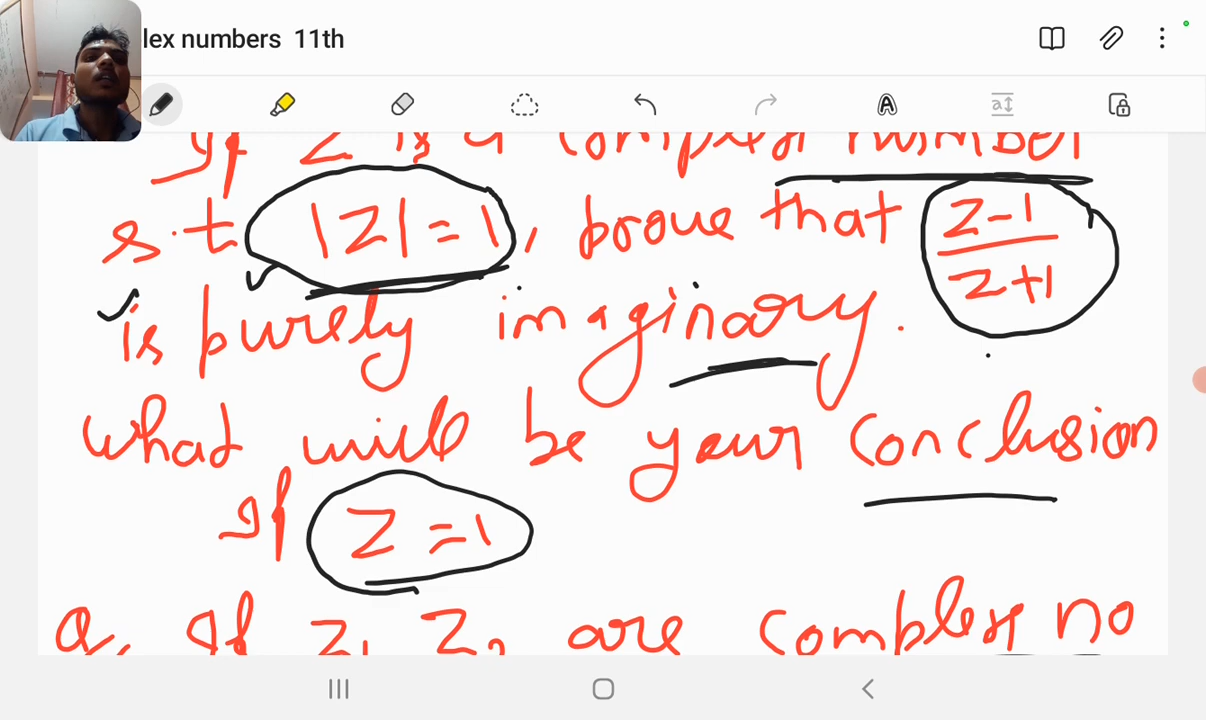 lex numbers 11th
If Z is a complex number
s.t |Z| = 1, prove that Z-1/Z+1
is purely imaginary.
what will be your conclusion
If Z = 1
Q. If Z1 Z2 are complex no